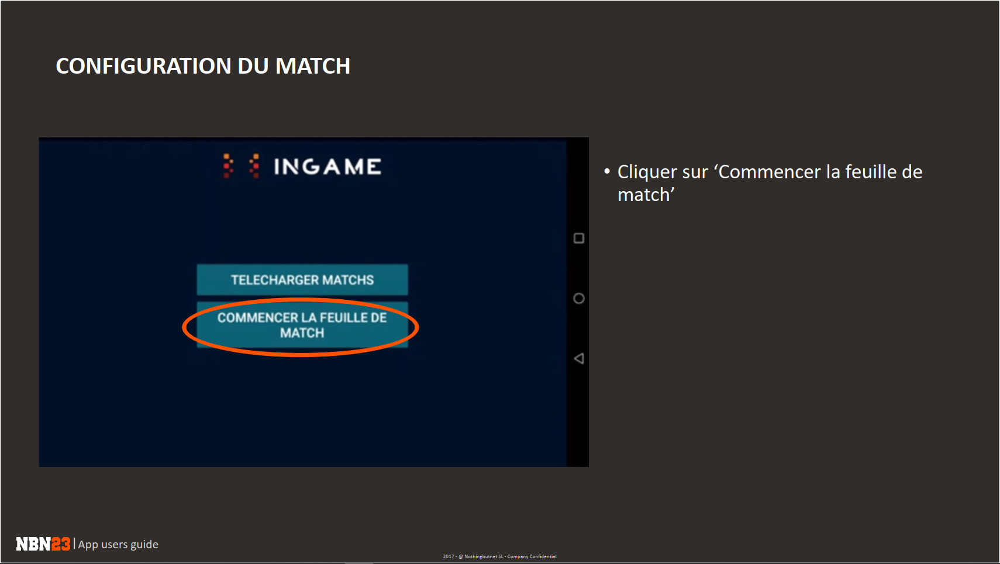 CONFIGURATION DU MATCH
INGAME
TELECHARGER MATCHS
COMMENCER LA FEUILLE DE
MATCH
• Cliquer sur ‘Commencer la feuille de
match’
NBN23 | App users guide
2017 - @ Nothingbutnet SL - Company Confidential